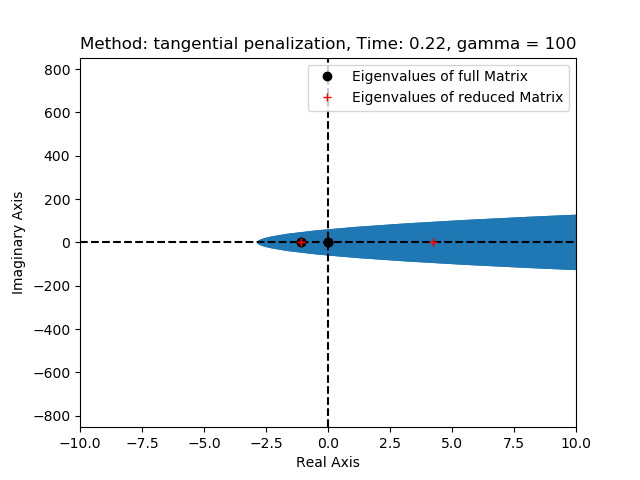 Method: tangential penalization, Time: 0.22, gamma = 100
Eigenvalues of full Matrix
Eigenvalues of reduced Matrix
800
600
400
200
0
−200
−400
−600
−800
Imaginary Axis
−10.0 −7.5 −5.0 −2.5 0.0 2.5 5.0 7.5 10.0
Real Axis